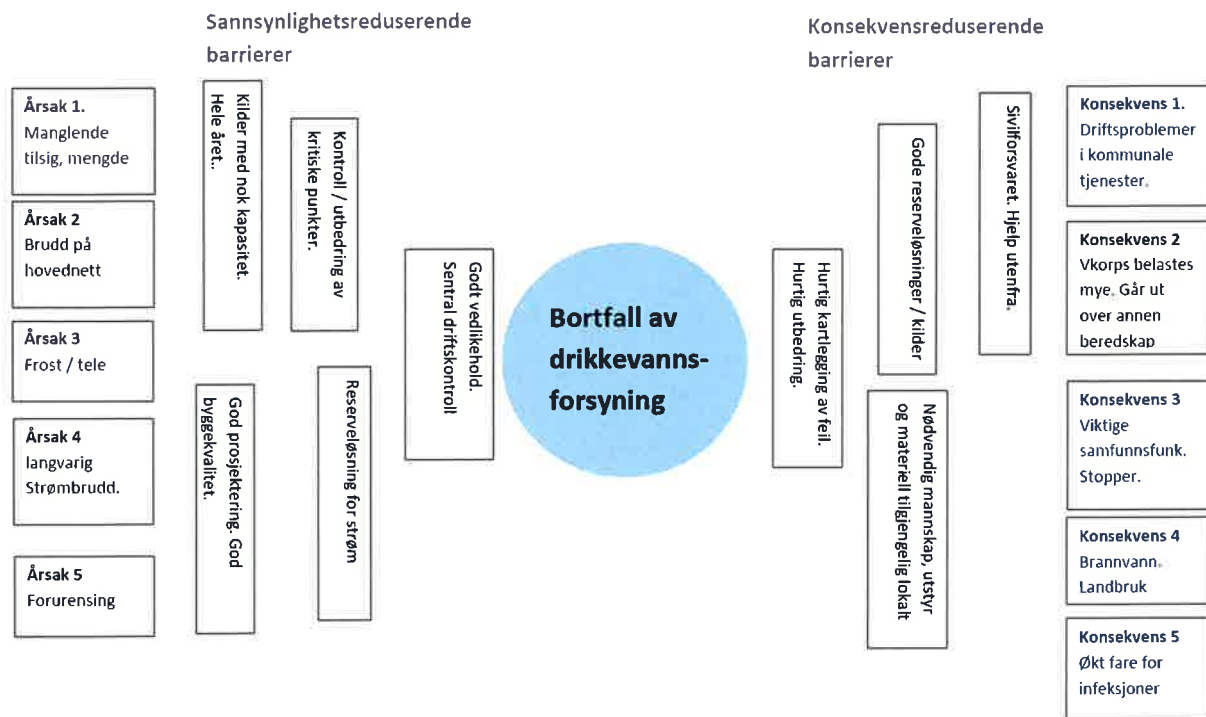 Sannsynlighetsreduserende
barrierer
Konsekvensreduserende
barrierer
Årsak 1.
Manglende
tilsig, mengde
Årsak 2
Brudd på
hovednett
Årsak 3
Frost / tele
Årsak 4
langvarig
Strømbrudd.
Årsak 5
Forurensing
Kilder med nok kapasitet.
Hele året..
God prosjektering. God
byggekvalitet.
Kontroll / utbedring av
kritiske punkter.
Reserveløsning for strøm
Godt vedlikehold.
Sentral driftskontroll
Bortfall av
drikkevanns-
forsyning
Hurtig kartlegging av feil.
Hurtig utbedring.
Gode reserveløsninger / kilder
Nødvendig mannskap, utstyr
og materiell tilgjengelig lokalt
Sivilforsvaret. Hjelp utenfra.
Konsekvens 1.
Driftsproblemer
i kommunale
tjenester.
Konsekvens 2
Vkorps belastes
mye. Går ut
over annen
beredskap
Konsekvens 3
Viktige
samfunnsfunk.
Stopper.
Konsekvens 4
Brannvann.
Landbruk
Konsekvens 5
Økt fare for
infeksjoner